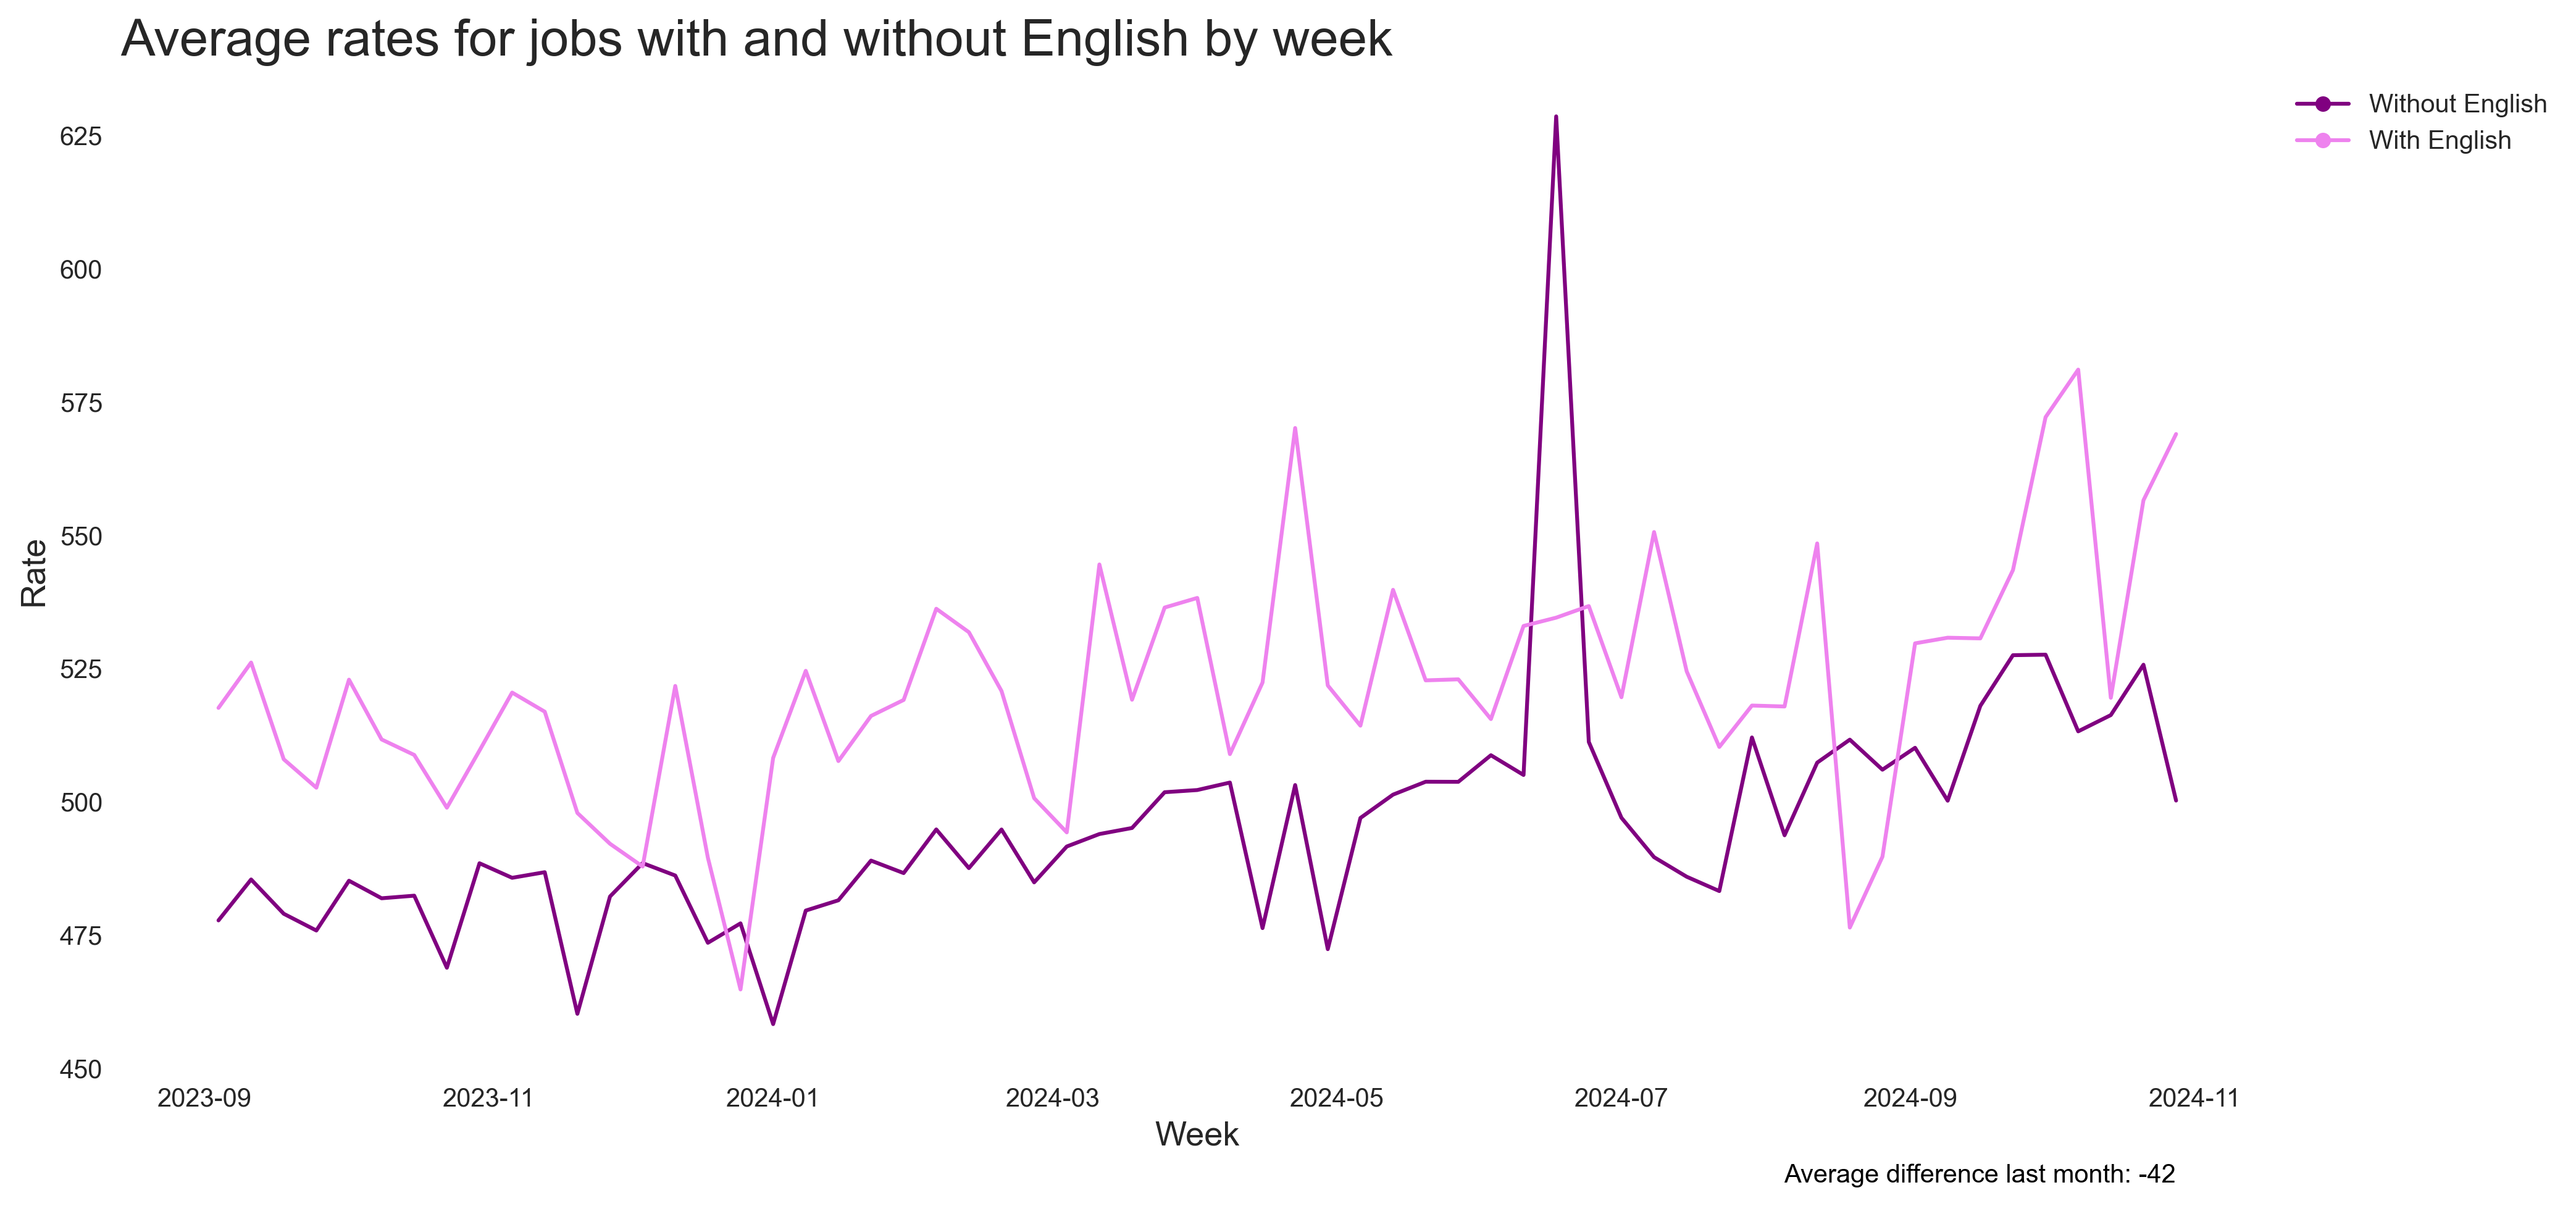 Average rates for jobs with and without English by week
Without English
With English
625
600
575
550
525
500
475
450
Rate
2023-09
2023-11
2024-01
2024-03
2024-05
2024-07
2024-09
2024-11
Week
Average difference last month: -42